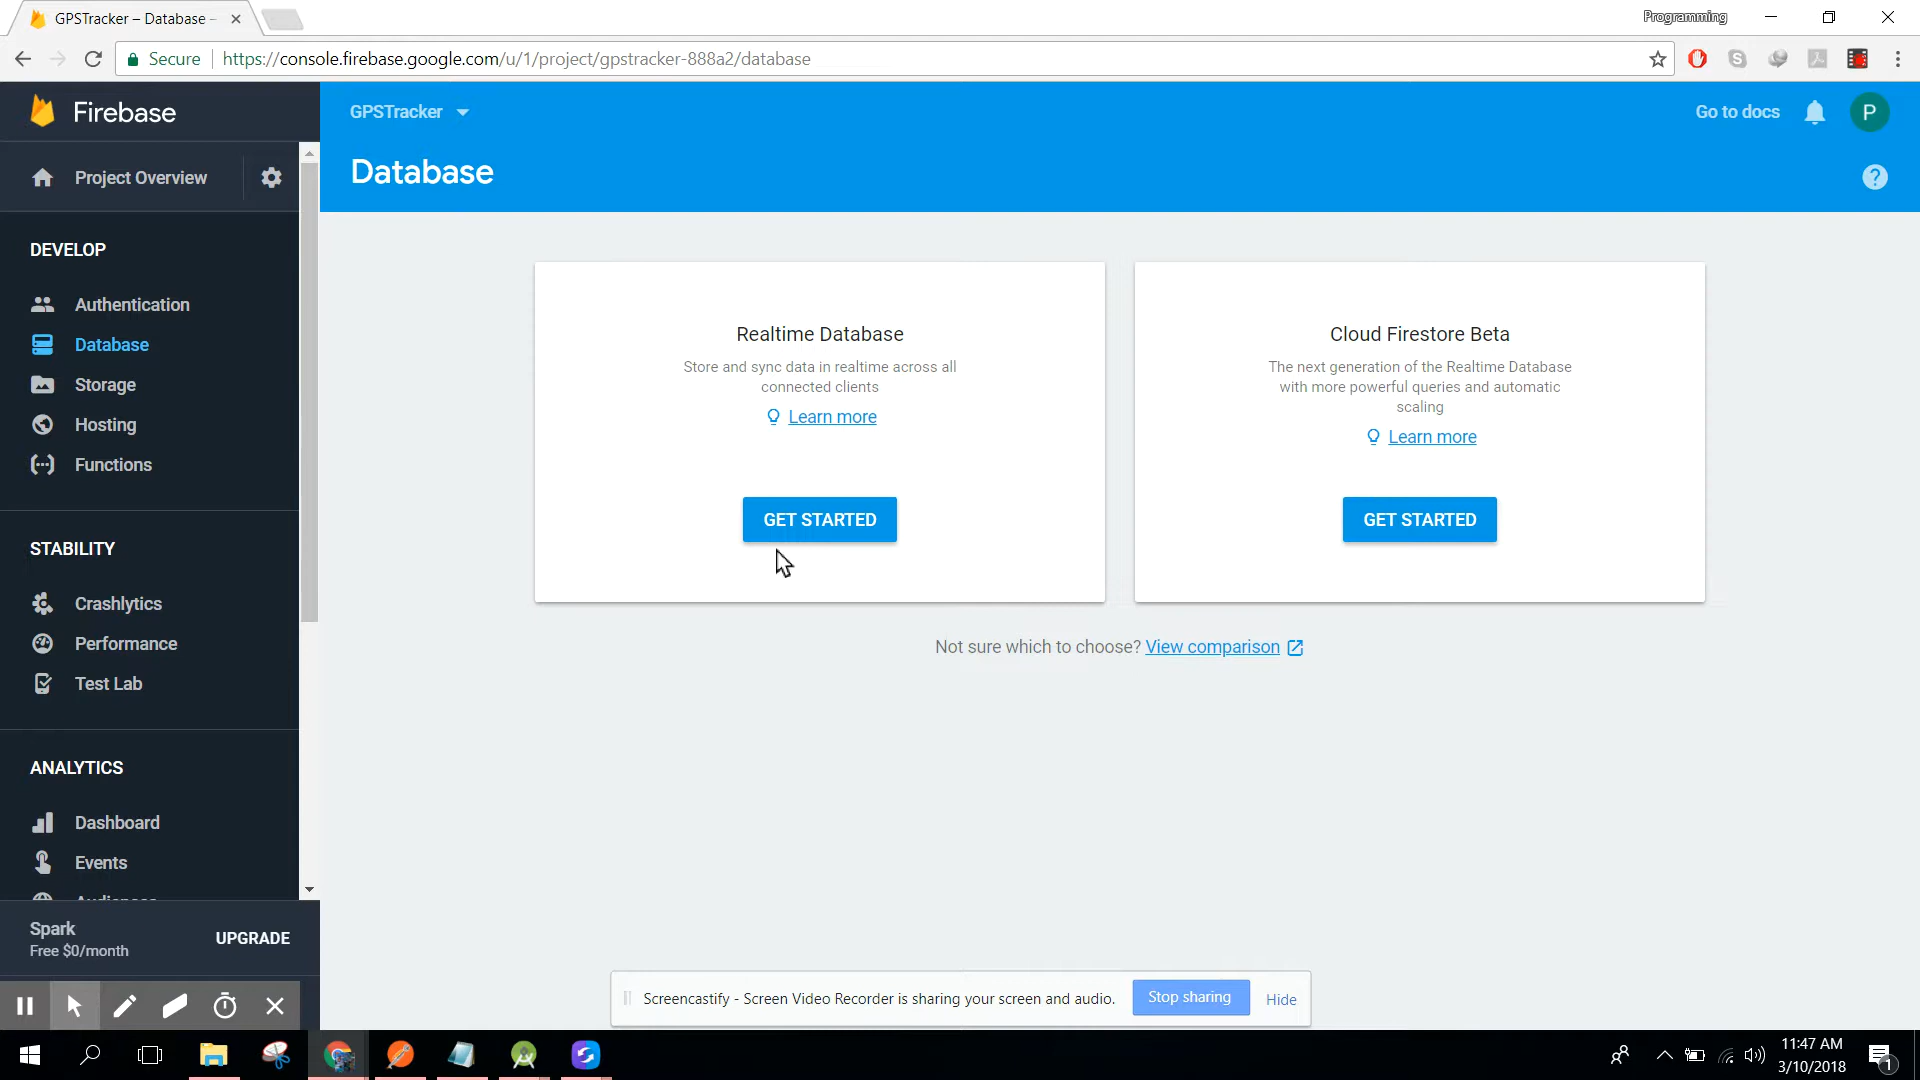 GPSTracker – Database –
Programming
Secure
https://console.firebase.google.com/u/1/project/gpstracker-888a2/database
Firebase
GPSTracker
Go to docs
P
Project Overview
Database
?
DEVELOP
Authentication
Database
Storage
Hosting
Functions
STABILITY
Crashlytics
Performance
Test Lab
ANALYTICS
Dashboard
Events
Audiences
Spark
Free $0/month
UPGRADE
Realtime Database
Store and sync data in realtime across all
connected clients
Learn more
GET STARTED
Cloud Firestore Beta
The next generation of the Realtime Database
with more powerful queries and automatic
scaling
Learn more
GET STARTED
Not sure which to choose? View comparison
Screencastify - Screen Video Recorder is sharing your screen and audio.
Stop sharing
Hide
11:47 AM
3/10/2018
1